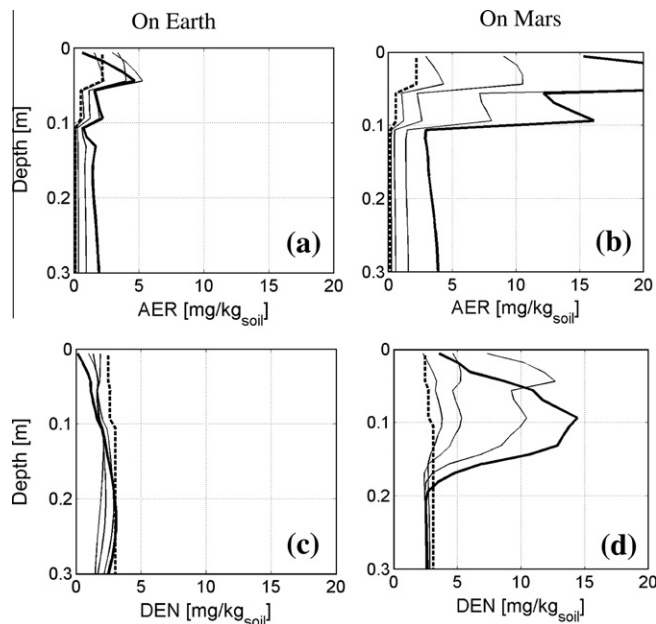 On Earth
On Mars
Depth [m]
0
0.1
0.2
0.3
0 5 10 15 20
AER [mg/kgsoil]
(a)
0
0.1
0.2
0.3
0 5 10 15 20
AER [mg/kgsoil]
(b)
Depth [m]
0
0.1
0.2
0.3
0 5 10 15 20
DEN [mg/kgsoil]
(c)
0
0.1
0.2
0.3
0 5 10 15 20
DEN [mg/kgsoil]
(d)